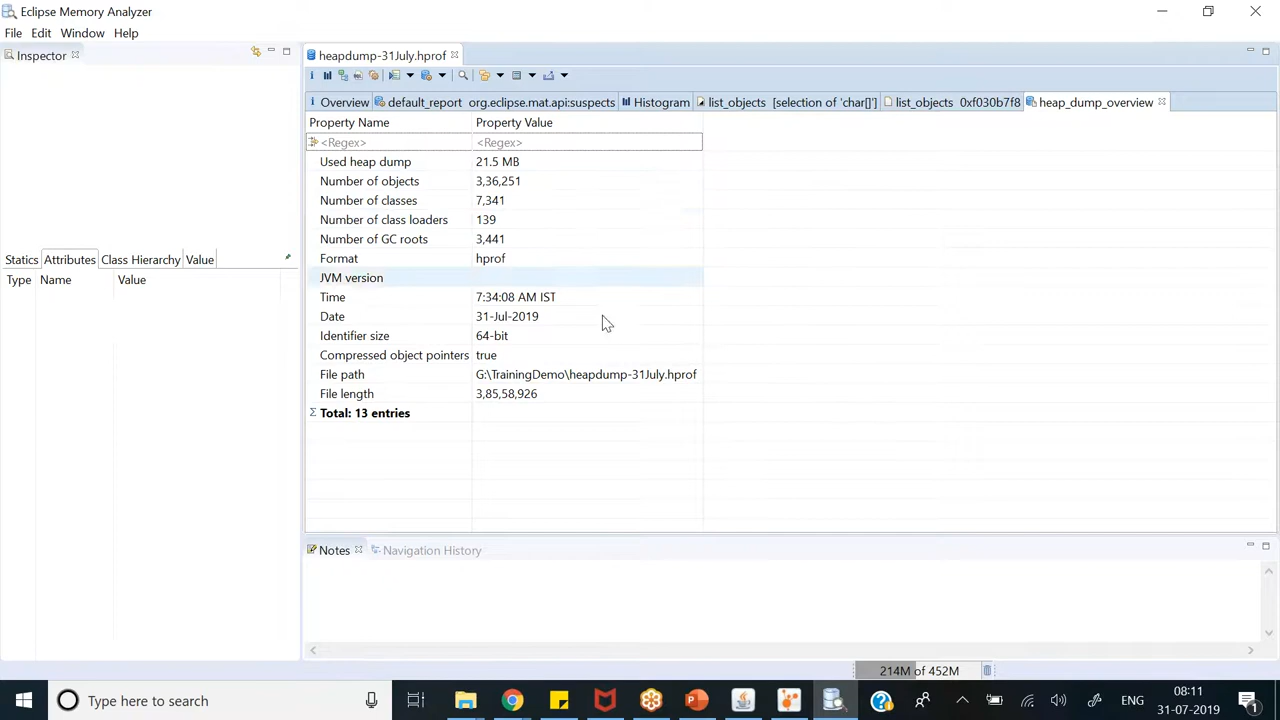 Eclipse Memory Analyzer
File Edit Window Help
Inspector
heapdump-31July.hprof
Overview default_report org.eclipse.mat.api:suspects Histogram list_objects [selection of 'char[]'] list_objects 0xf030b7f8 heap_dump_overview
Property Name Property Value
<Regex> <Regex>
Used heap dump 21.5 MB
Number of objects 3,36,251
Number of classes 7,341
Number of class loaders 139
Number of GC roots 3,441
Format hprof
JVM version
Time 7:34:08 AM IST
Date 31-Jul-2019
Identifier size 64-bit
Compressed object pointers true
File path G:\TrainingDemo\heapdump-31July.hprof
File length 3,85,58,926
Σ Total: 13 entries
Statics Attributes Class Hierarchy Value
Type Name Value
Notes Navigation History
214M of 452M
Type here to search
ENG
08:11
31-07-2019
1